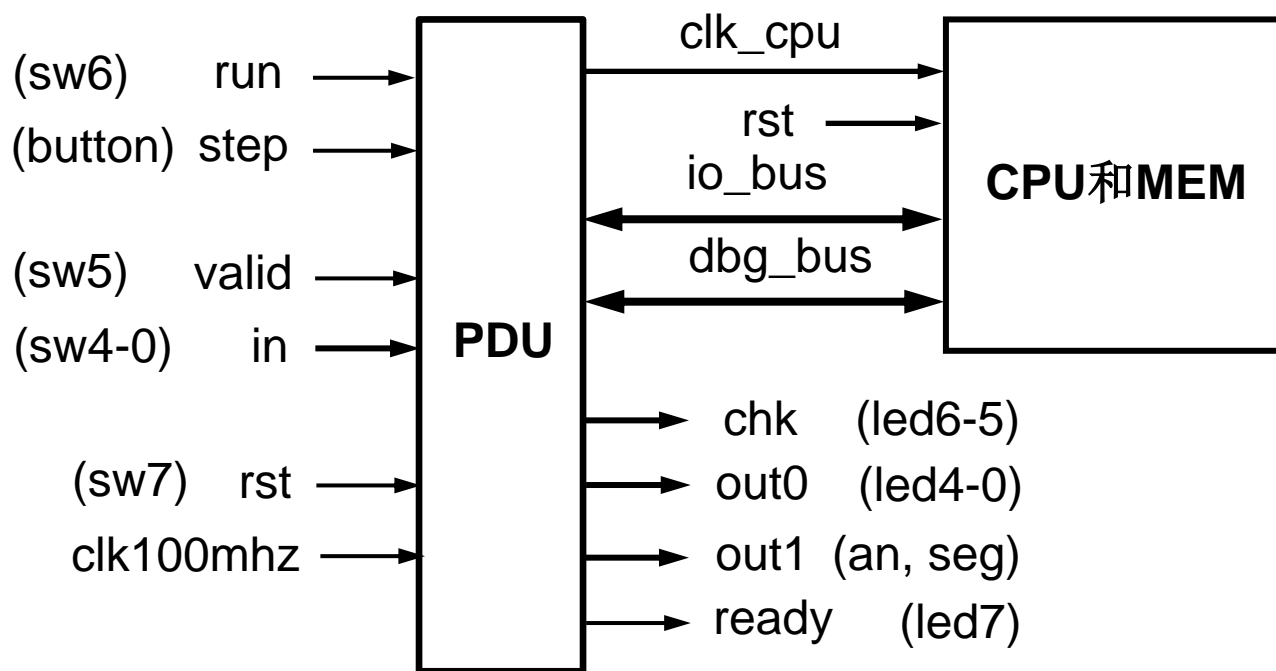 (sw6) run
(button) step
(sw5) valid
(sw4-0) in
(sw7) rst
clk100mhz
PDU
clk_cpu
rst
io_bus
dbg_bus
CPU和MEM
chk (led6-5)
out0 (led4-0)
out1 (an, seg)
ready (led7)